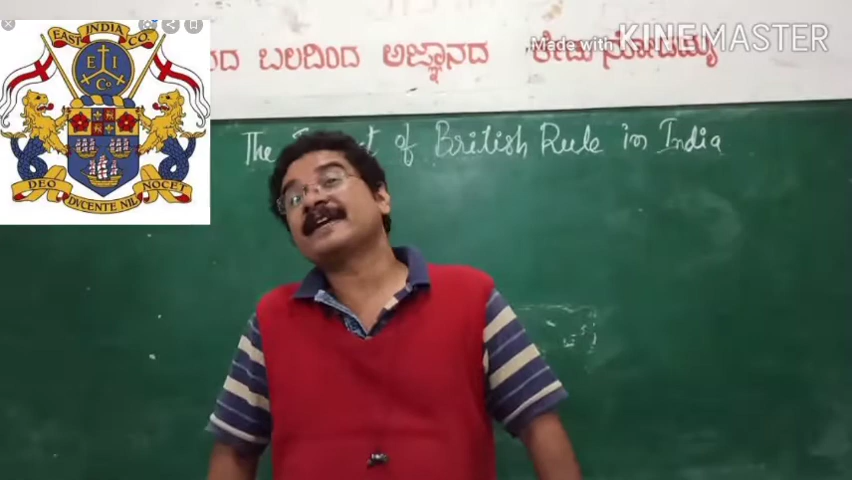 EAST INDIA CO.
E I
Co
DEO DVCENTE NIL NOCET
ಬಲದಿಂದ ಅಜ್ಞಾನದ
Made with KINEMASTER
The of British Rule in India